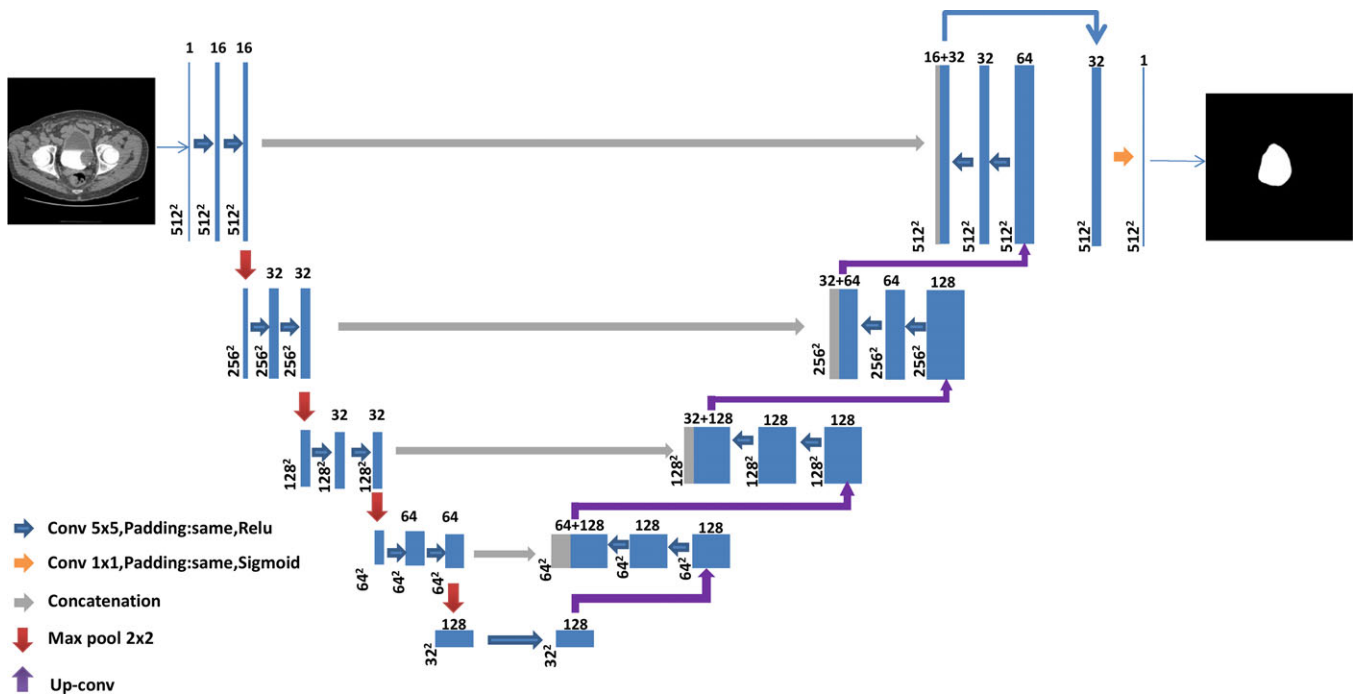 1 16 16
512² 512² 512²
16+32 32 64 32 1
512² 512² 512² 512² 512²
32 32
256² 256² 256²
32+64 64 128
256² 256² 256²
32 32
128² 128² 128²
32+128 128 128
128² 128² 128²
64 64
64² 64² 64²
64+128 128 128
64² 64² 64²
128 128
32² 32²
Conv 5x5,Padding:same,Relu
Conv 1x1,Padding:same,Sigmoid
Concatenation
Max pool 2x2
Up-conv